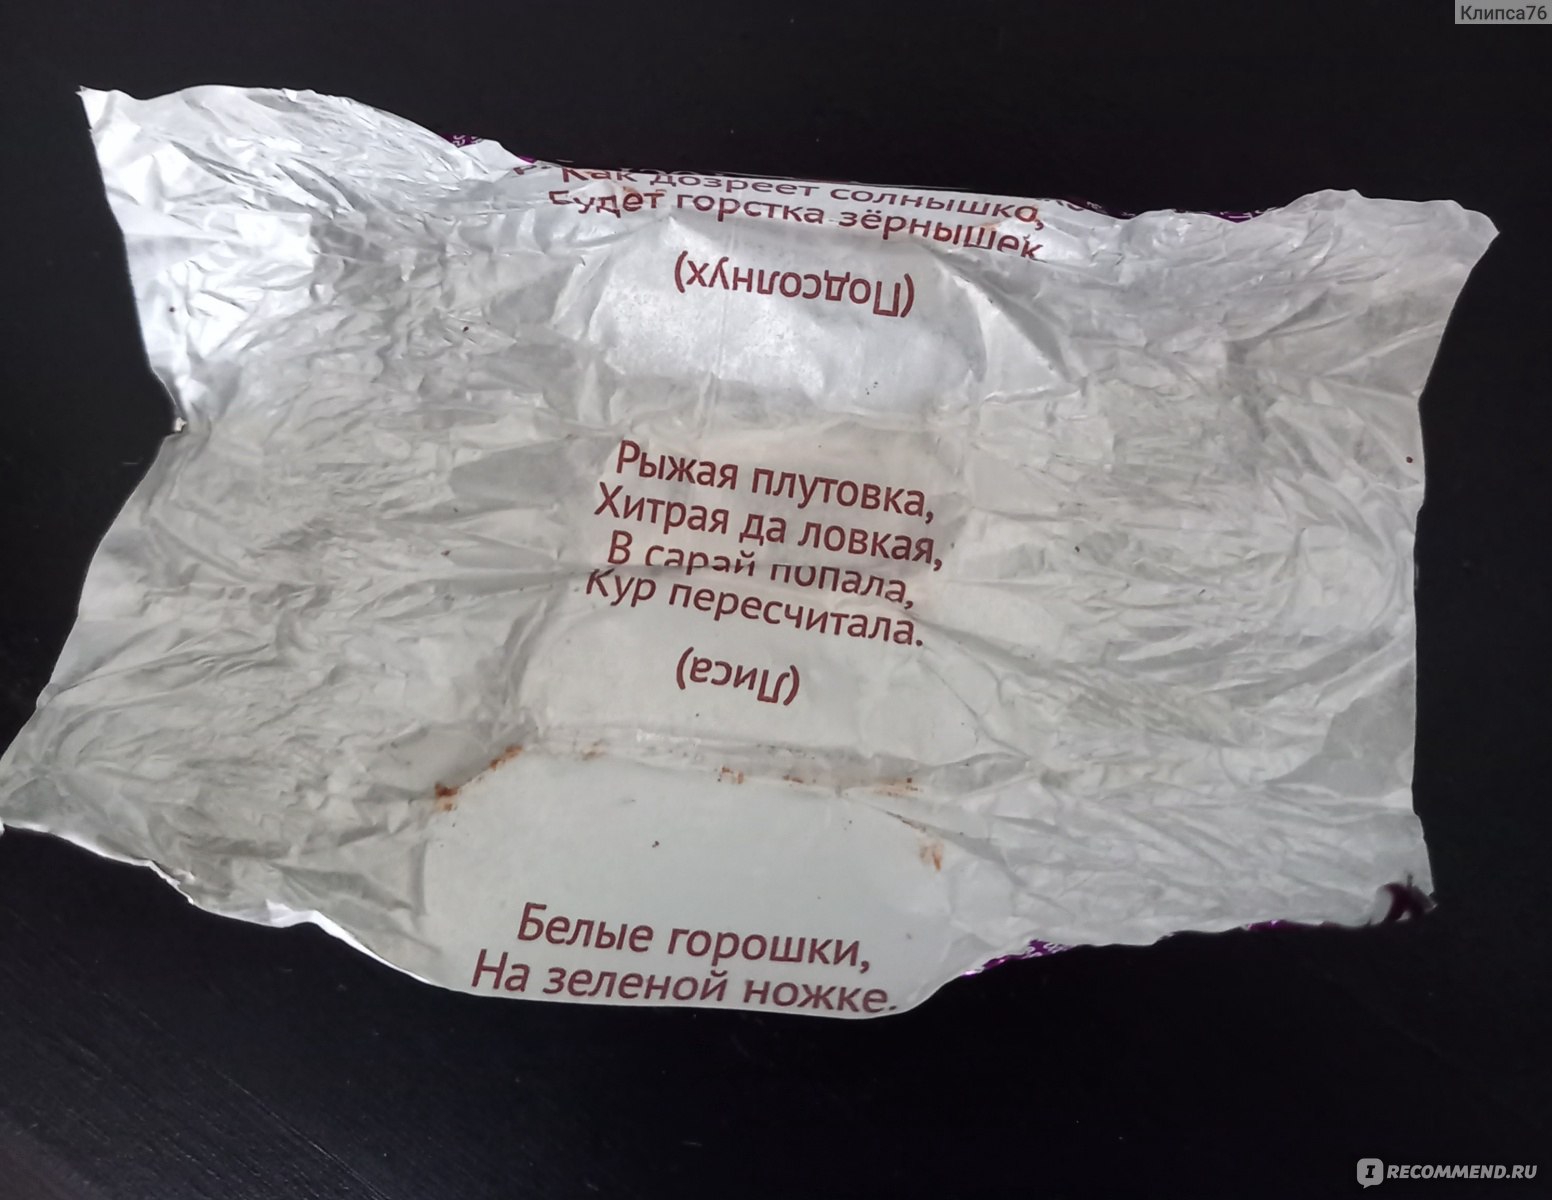 Клипса76
Как дозреет солнышко,
Будет горстка зёрнышек
(Подсолнух)
Рыжая плутовка,
Хитрая да ловкая,
В сарай попала,
Кур пересчитала.
(Лиса)
Белые горошки,
На зеленой ножке.
IRECOMMEND.RU